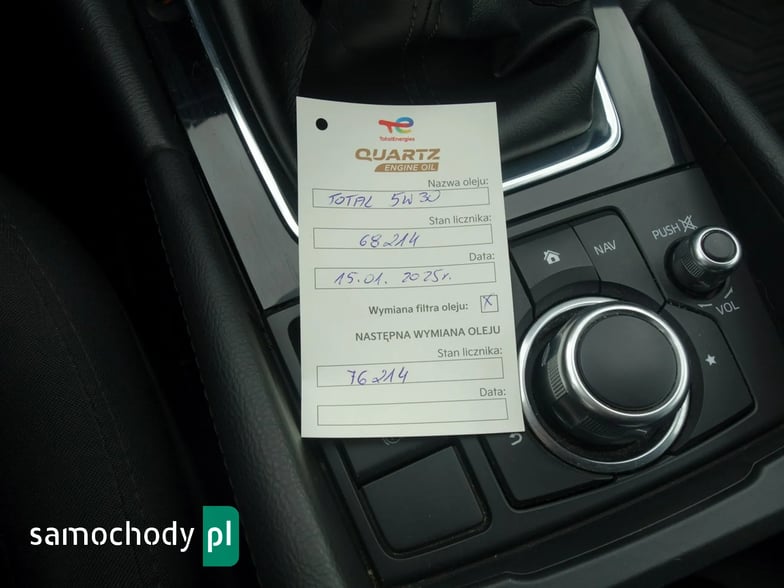 TotalEnergies
QUARTZ
ENGINE OIL
Nazwa oleju:
TOTAL 5W30
Stan licznika:
68214
Data:
15.01.2025r.
Wymiana filtra oleju: X
NASTĘPNA WYMIANA OLEJU
Stan licznika:
76214
Data:
NAV
PUSH
VOL
samochody pl